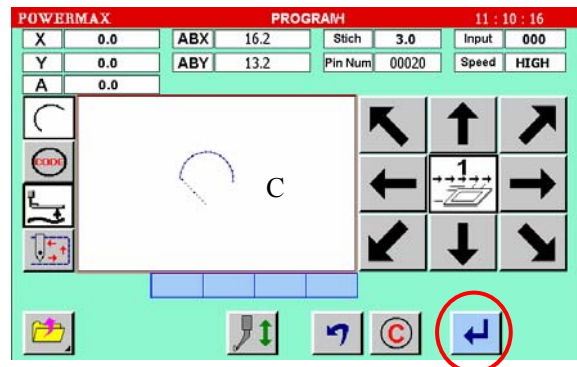 POWERMAX PROGRAM/H 11 : 10 : 16
X 0.0 ABX 16.2 Stich 3.0 Input 000
Y 0.0 ABY 13.2 Pin Num 00020 Speed HIGH
A 0.0
CODE
1
C
C